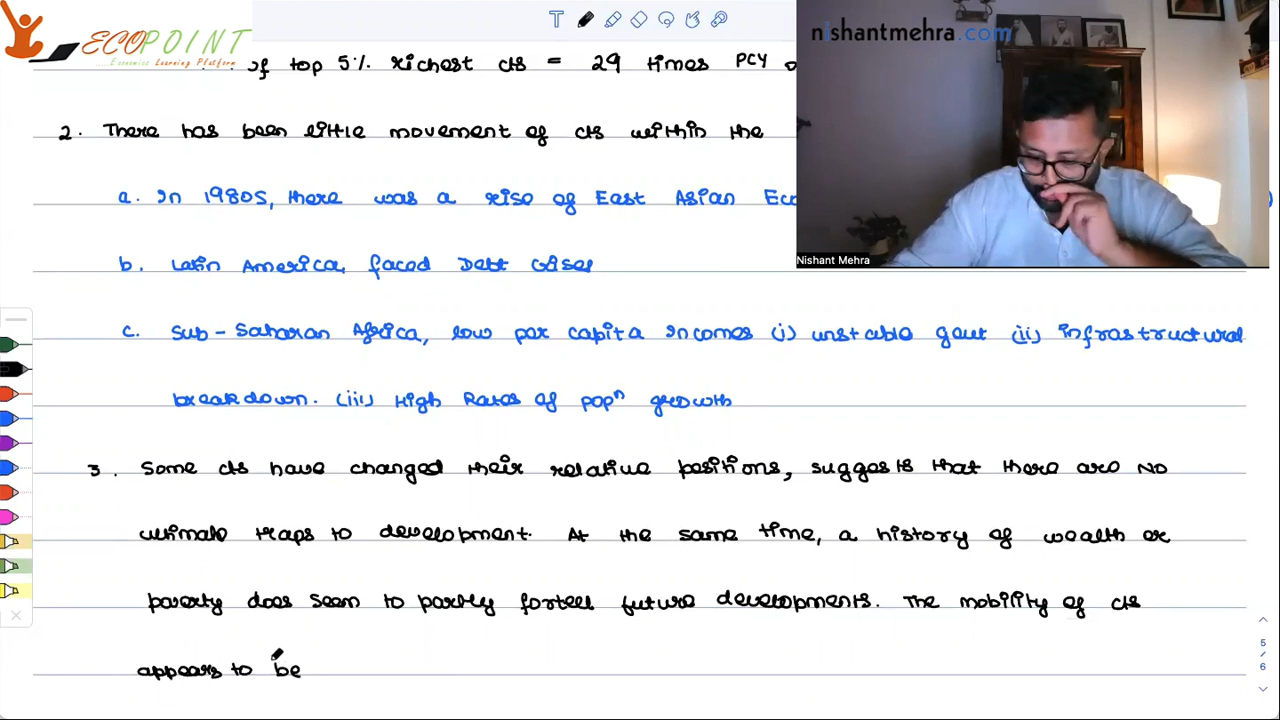 ECOPOINT
Economics Learning Platform
nishantmehra.com
of top 5% richest cts = 29 times PCY o
2. There has been little movement of cts within the
a. In 1980s, there was a rise of East Asian Eco
b. Latin America, faced Debt Crises
c. Sub-Saharan Africa, low per capita incomes (i) unstable govt (ii) infrastructural
breakdown. (iii) High Rates of popⁿ growth
Nishant Mehra
3. Some cts have changed their relative positions, suggests that there are NO
ultimate traps to development. At the same time, a history of wealth or
poverty does seem to partly fortell future developments. The mobility of cts
appears to be
5
/
6